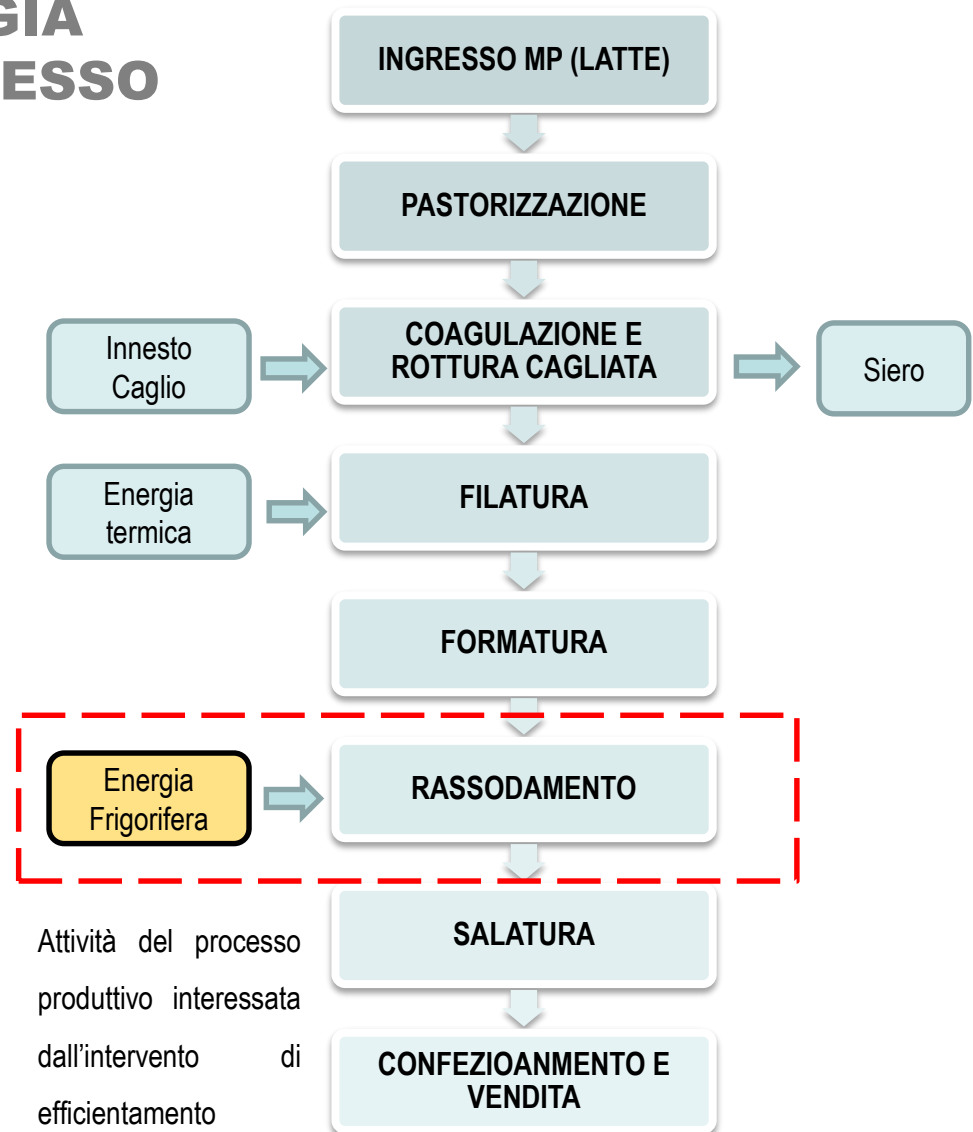 GIA
ESSO
INGRESSO MP (LATTE)
PASTORIZZAZIONE
Innesto
Caglio
COAGULAZIONE E
ROTTURA CAGLIATA
Siero
Energia
termica
FILATURA
FORMATURA
Energia
Frigorifera
RASSODAMENTO
SALATURA
Attività del processo
produttivo interessata
dall'intervento di
efficientamento
CONFEZIOANMENTO E
VENDITA